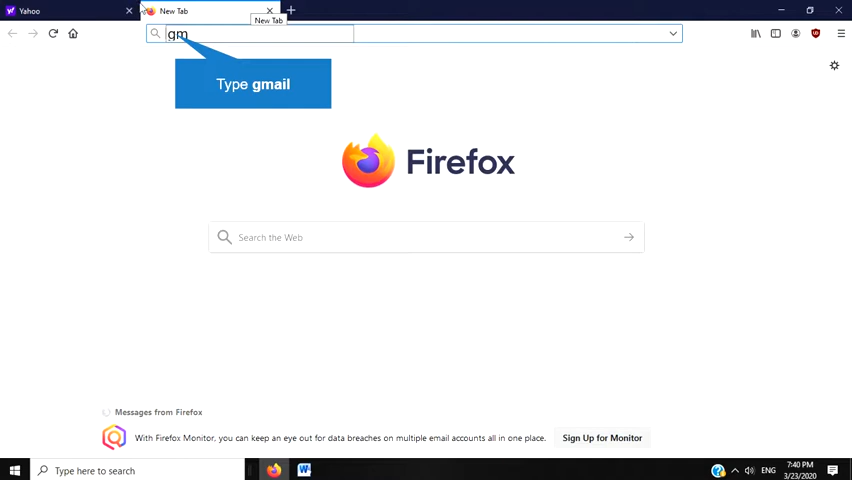 Yahoo
New Tab
New Tab
gm
Type gmail
Firefox
Search the Web
Messages from Firefox
With Firefox Monitor, you can keep an eye out for data breaches on multiple email accounts all in one place.
Sign Up for Monitor
Type here to search
ENG
7:40 PM
3/23/2020